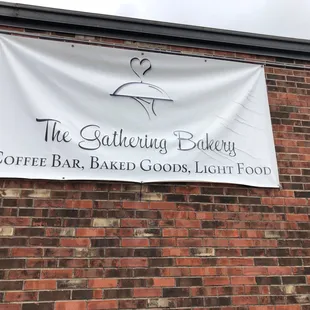 The Gathering Bakery
Coffee Bar, Baked Goods, Light Food